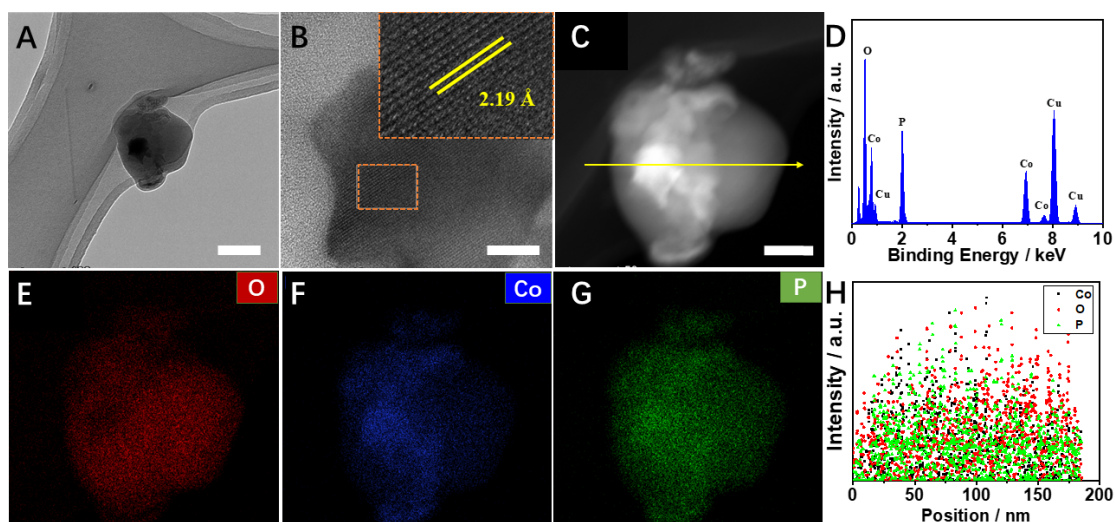 A
B
2.19 Å
C
D
Intensity / a.u.
O
Co
Cu
P
Co
Co
Cu
Cu
0 2 4 6 8 10
Binding Energy / keV
E
O
F
Co
G
P
H
Intensity / a.u.
Co
O
P
0 50 100 150 200
Position / nm